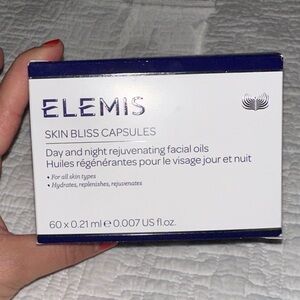 ELEMIS
SKIN BLISS CAPSULES
Day and night rejuvenating facial oils
Huiles régénérantes pour le visage jour et nuit
• For all skin types
• Hydrates, replenishes, rejuvenates
60 x 0.21 ml ℮ 0.007 US fl.oz.